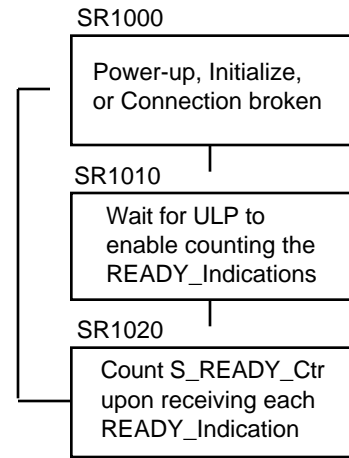 SR1000
Power-up, Initialize,
or Connection broken
SR1010
Wait for ULP to
enable counting the
READY_Indications
SR1020
Count S_READY_Ctr
upon receiving each
READY_Indication